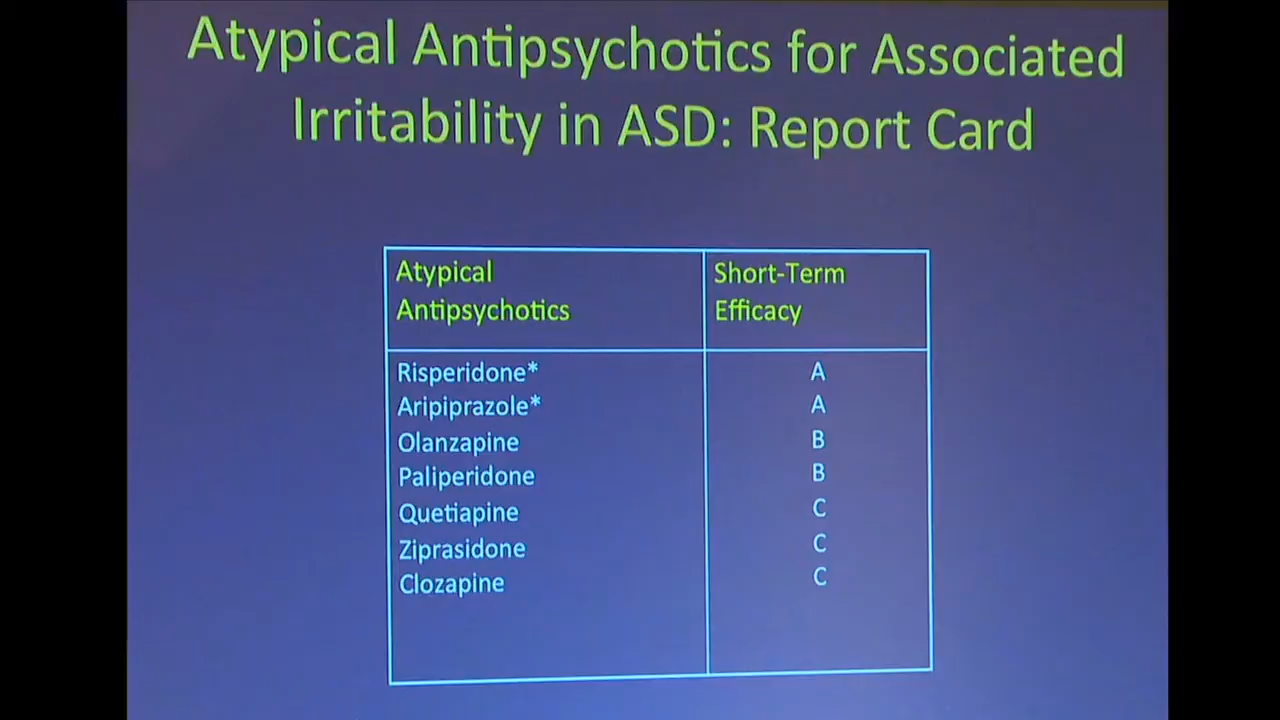 Atypical Antipsychotics for Associated
Irritability in ASD: Report Card
Atypical
Antipsychotics
Short-Term
Efficacy
Risperidone* A
Aripiprazole* A
Olanzapine B
Paliperidone B
Quetiapine C
Ziprasidone C
Clozapine C